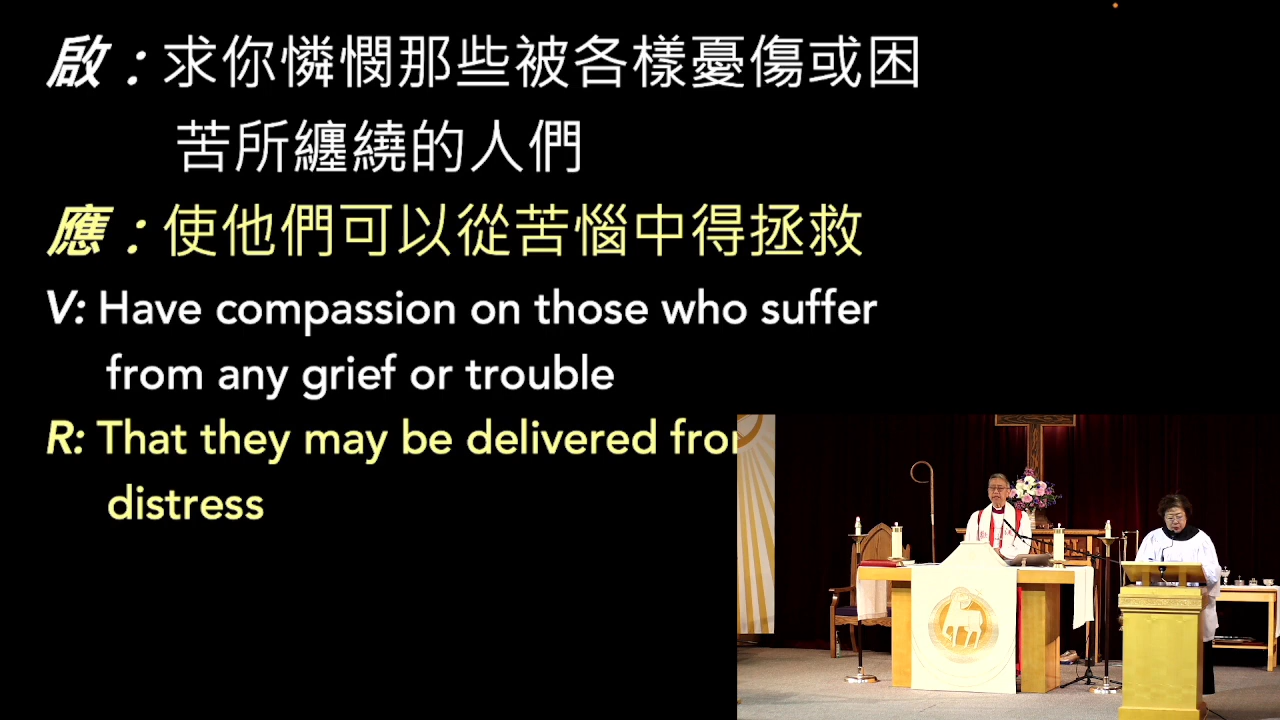 啟：求你憐憫那些被各樣憂傷或困
苦所纏繞的人們
應：使他們可以從苦惱中得拯救
V: Have compassion on those who suffer
from any grief or trouble
R: That they may be delivered
distress